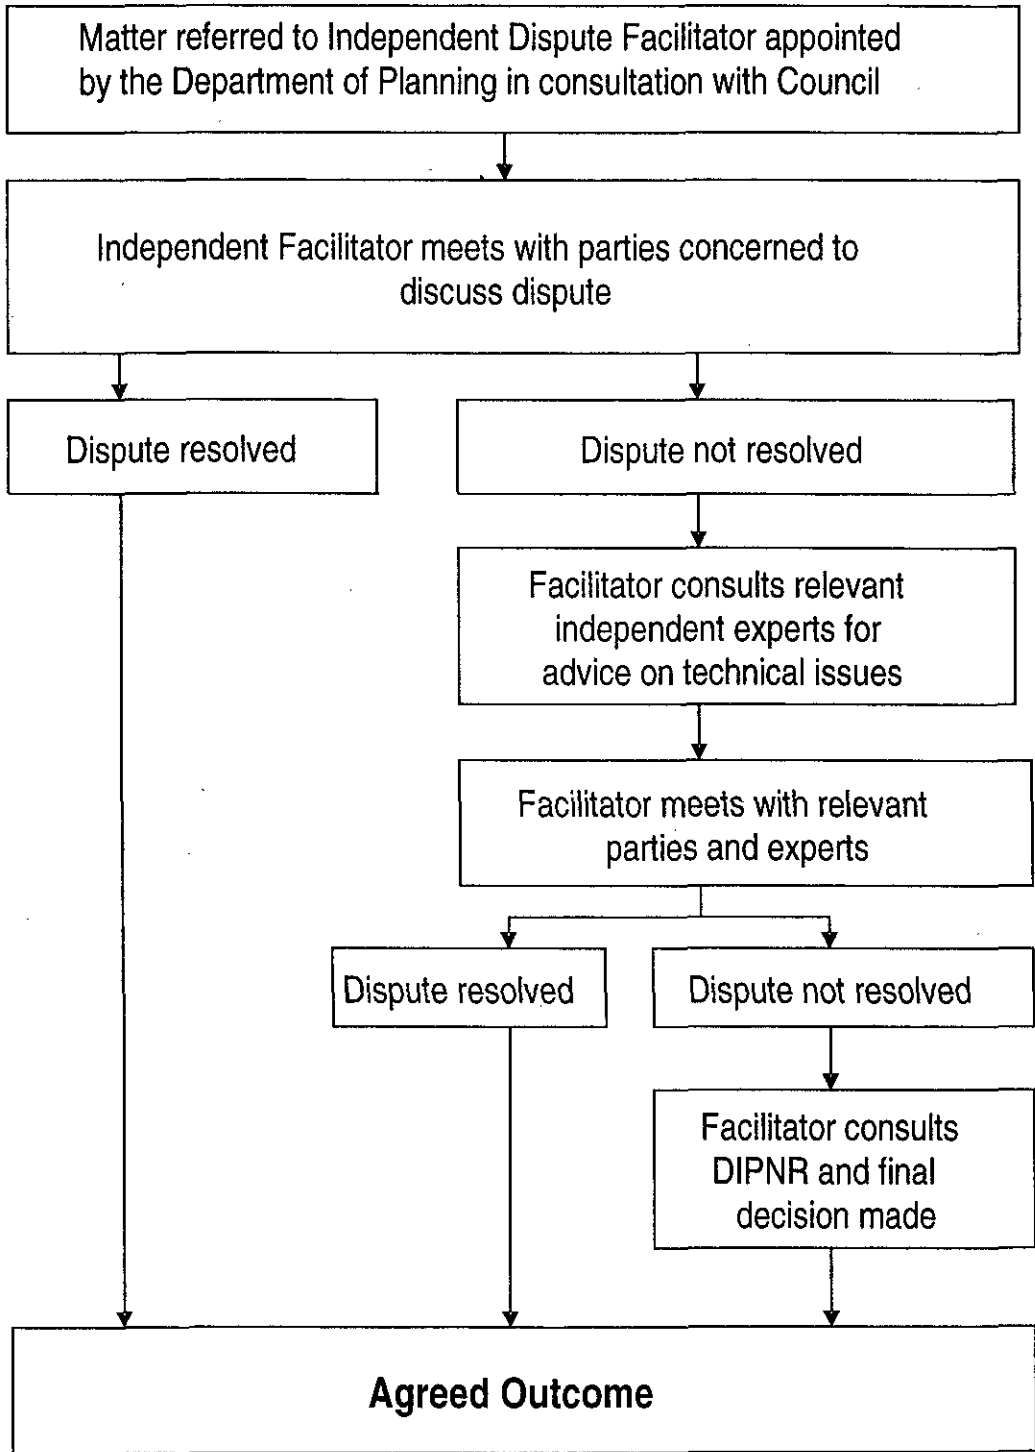 Matter referred to Independent Dispute Facilitator appointed
by the Department of Planning in consultation with Council
Independent Facilitator meets with parties concerned to
discuss dispute
Dispute resolved
Dispute not resolved
Facilitator consults relevant
independent experts for
advice on technical issues
Facilitator meets with relevant
parties and experts
Dispute resolved
Dispute not resolved
Facilitator consults
DIPNR and final
decision made
Agreed Outcome